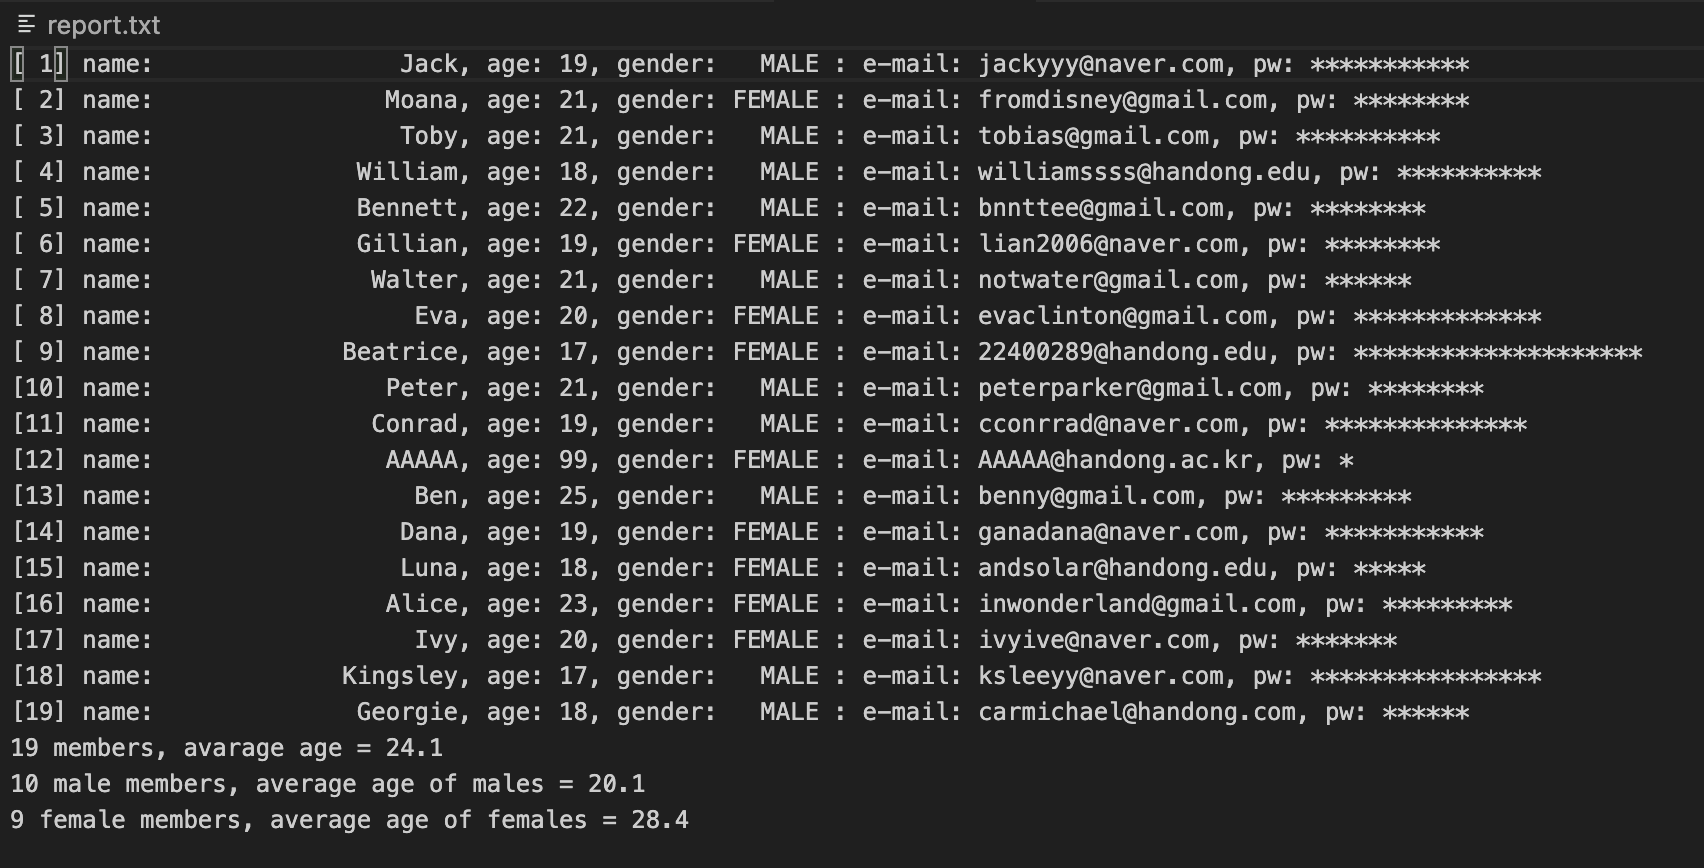 report.txt
[ 1] name:                 Jack, age: 19, gender:   MALE : e-mail: jackyyy@naver.com, pw: ***********
[ 2] name:                Moana, age: 21, gender: FEMALE : e-mail: fromdisney@gmail.com, pw: ********
[ 3] name:                 Toby, age: 21, gender:   MALE : e-mail: tobias@gmail.com, pw: **********
[ 4] name:              William, age: 18, gender:   MALE : e-mail: williamssss@handong.edu, pw: **********
[ 5] name:              Bennett, age: 22, gender:   MALE : e-mail: bnnttee@gmail.com, pw: ********
[ 6] name:              Gillian, age: 19, gender: FEMALE : e-mail: lian2006@naver.com, pw: ********
[ 7] name:               Walter, age: 21, gender:   MALE : e-mail: notwater@gmail.com, pw: ******
[ 8] name:                  Eva, age: 20, gender: FEMALE : e-mail: evaclinton@gmail.com, pw: *************
[ 9] name:             Beatrice, age: 17, gender: FEMALE : e-mail: 22400289@handong.edu, pw: ********************
[10] name:                Peter, age: 21, gender:   MALE : e-mail: peterparker@gmail.com, pw: ********
[11] name:               Conrad, age: 19, gender:   MALE : e-mail: cconrrad@naver.com, pw: **************
[12] name:                AAAAA, age: 99, gender: FEMALE : e-mail: AAAAA@handong.ac.kr, pw: *
[13] name:                  Ben, age: 25, gender:   MALE : e-mail: benny@gmail.com, pw: *********
[14] name:                 Dana, age: 19, gender: FEMALE : e-mail: ganadana@naver.com, pw: ***********
[15] name:                 Luna, age: 18, gender: FEMALE : e-mail: andsolar@handong.edu, pw: *****
[16] name:                Alice, age: 23, gender: FEMALE : e-mail: inwonderland@gmail.com, pw: *********
[17] name:                  Ivy, age: 20, gender: FEMALE : e-mail: ivyive@naver.com, pw: *******
[18] name:             Kingsley, age: 17, gender:   MALE : e-mail: ksleeyy@naver.com, pw: ****************
[19] name:              Georgie, age: 18, gender:   MALE : e-mail: carmichael@handong.com, pw: ******
19 members, avarage age = 24.1
10 male members, average age of males = 20.1
9 female members, average age of females = 28.4